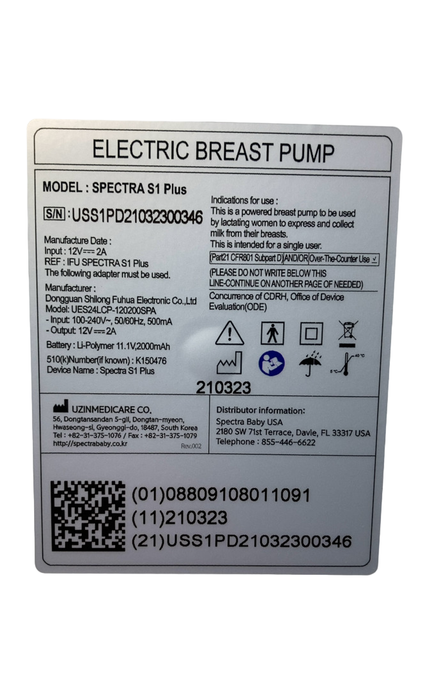 ELECTRIC BREAST PUMP
MODEL : SPECTRA S1 Plus
S/N : USS1PD21032300346
Manufacture Date :
Input : 12V⎓ 2A
REF : IFU SPECTRA S1 Plus
The following adapter must be used.
Manufacturer :
Dongguan Shilong Fuhua Electronic Co.,Ltd
Model: UES24LCP-120200SPA
- Input: 100-240V~, 50/60Hz, 500mA
- Output: 12V⎓ 2A
Battery : Li-Polymer 11.1V,2000mAh
510(k)Number(if known) : K150476
Device Name : Spectra S1 Plus
Indications for use :
This is a powered breast pump to be used
by lactating women to express and collect
milk from their breasts.
This is intended for a single user.
(Part21 CFR801 Subpart D)AND/OR(Over-The-Counter Use ✓
(PLEASE DO NOT WRITE BELOW THIS
LINE-CONTINUE ON ANOTHER PAGE OF NEEDED)
Concurrence of CDRH, Office of Device
Evaluation(ODE)
210323
UZINMEDICARE CO.
56, Dongtansandan 5-gil, Dongtan-myeon,
Hwaseong-si, Gyeonggi-do, 18487, South Korea
Tel : +82-31-375-1076 / Fax : +82-31-375-1079
http://spectrababy.co.kr
Rev.002
Distributor information:
Spectra Baby USA
2180 SW 71st Terrace, Davie, FL 33317 USA
Telephone : 855-446-6622
(01)08809108011091
(11)210323
(21)USS1PD21032300346